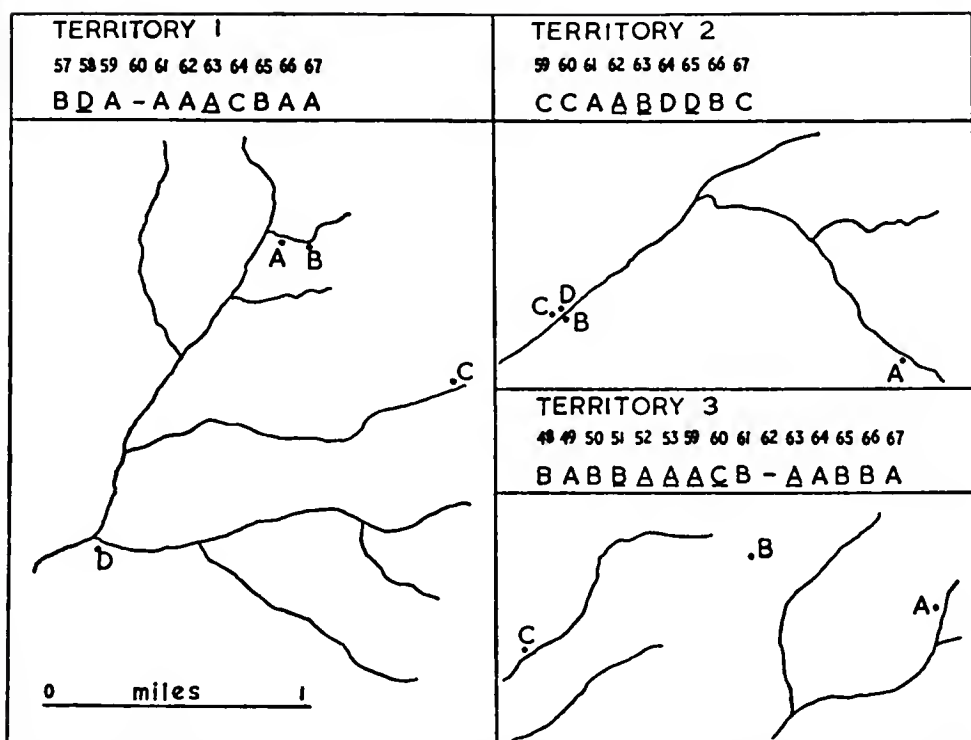 TERRITORY 1
57 58 59 60 61 62 63 64 65 66 67
B D A - A A A C B A A
A
B
C
D
0 miles 1
TERRITORY 2
59 60 61 62 63 64 65 66 67
C C A A B D D B C
C
D
B
A
TERRITORY 3
48 49 50 51 52 53 59 60 61 62 63 64 65 66 67
B A B B A A A C B - A A B B A
B
A
C